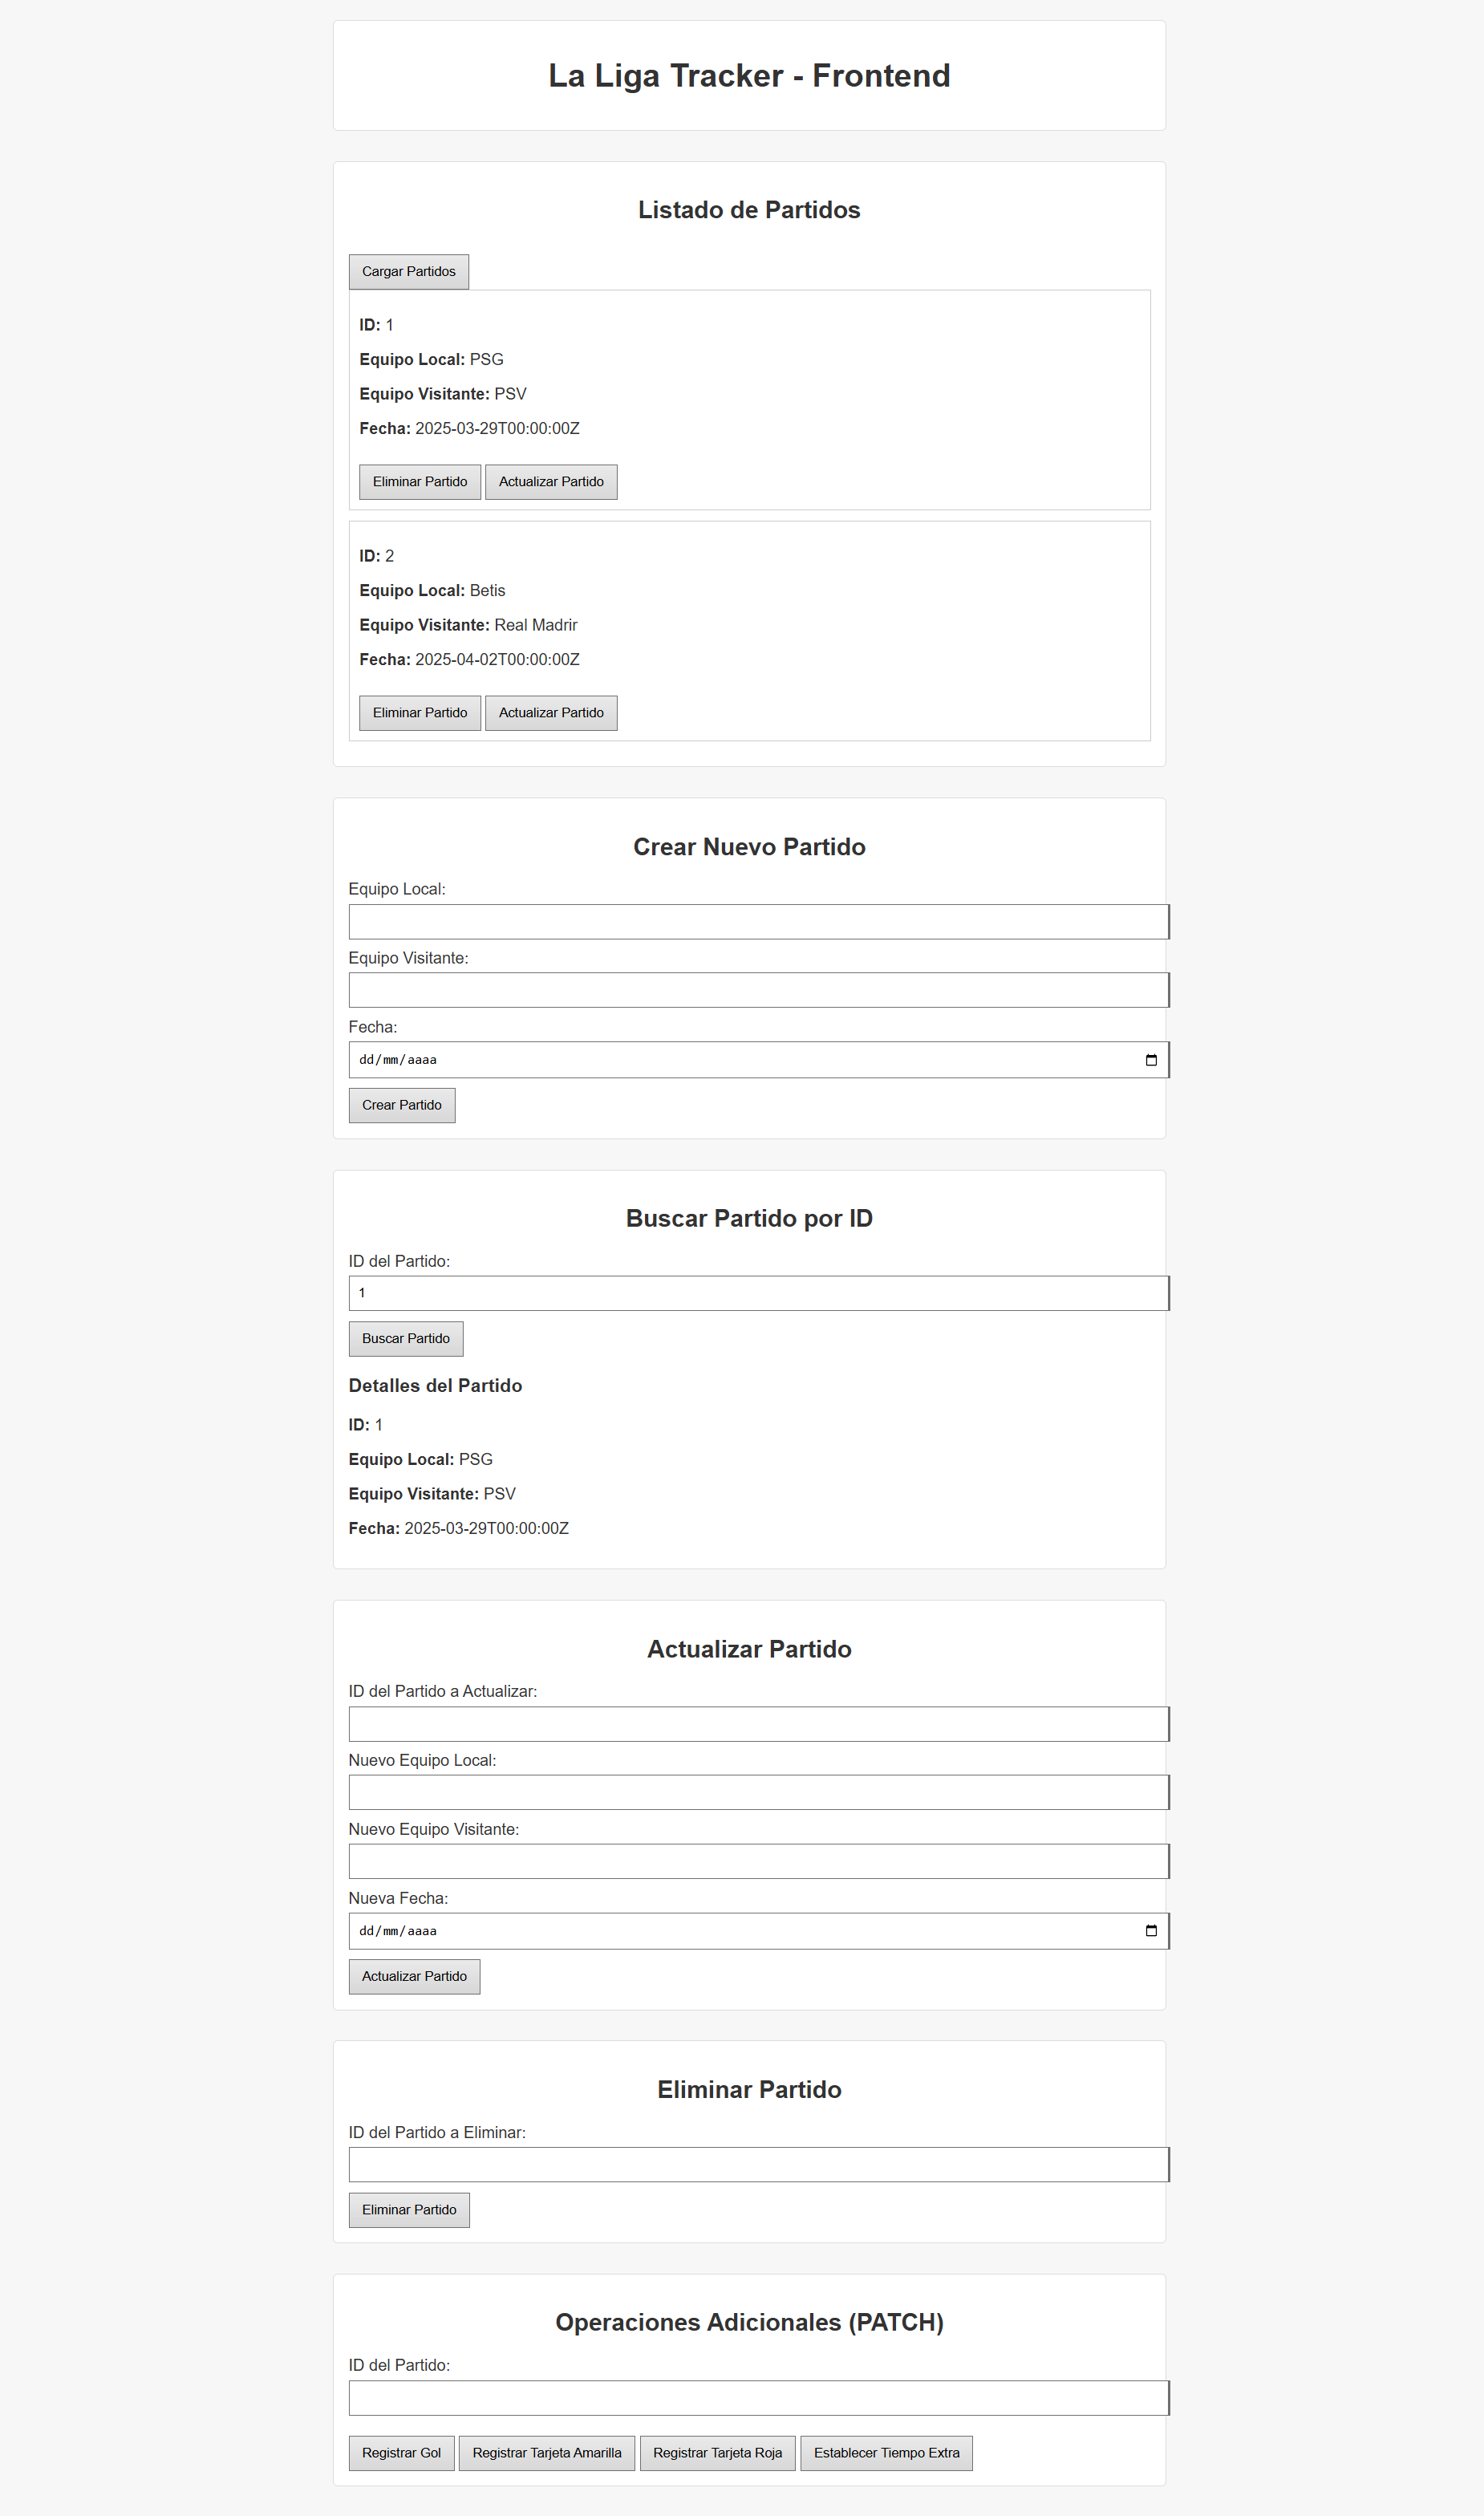 La Liga Tracker - Frontend
Listado de Partidos
Cargar Partidos
ID: 1
Equipo Local: PSG
Equipo Visitante: PSV
Fecha: 2025-03-29T00:00:00Z
Eliminar Partido Actualizar Partido
ID: 2
Equipo Local: Betis
Equipo Visitante: Real Madrir
Fecha: 2025-04-02T00:00:00Z
Eliminar Partido Actualizar Partido
Crear Nuevo Partido
Equipo Local:
Equipo Visitante:
Fecha:
dd/mm/aaaa
Crear Partido
Buscar Partido por ID
ID del Partido:
1
Buscar Partido
Detalles del Partido
ID: 1
Equipo Local: PSG
Equipo Visitante: PSV
Fecha: 2025-03-29T00:00:00Z
Actualizar Partido
ID del Partido a Actualizar:
Nuevo Equipo Local:
Nuevo Equipo Visitante:
Nueva Fecha:
dd/mm/aaaa
Actualizar Partido
Eliminar Partido
ID del Partido a Eliminar:
Eliminar Partido
Operaciones Adicionales (PATCH)
ID del Partido:
Registrar Gol Registrar Tarjeta Amarilla Registrar Tarjeta Roja Establecer Tiempo Extra